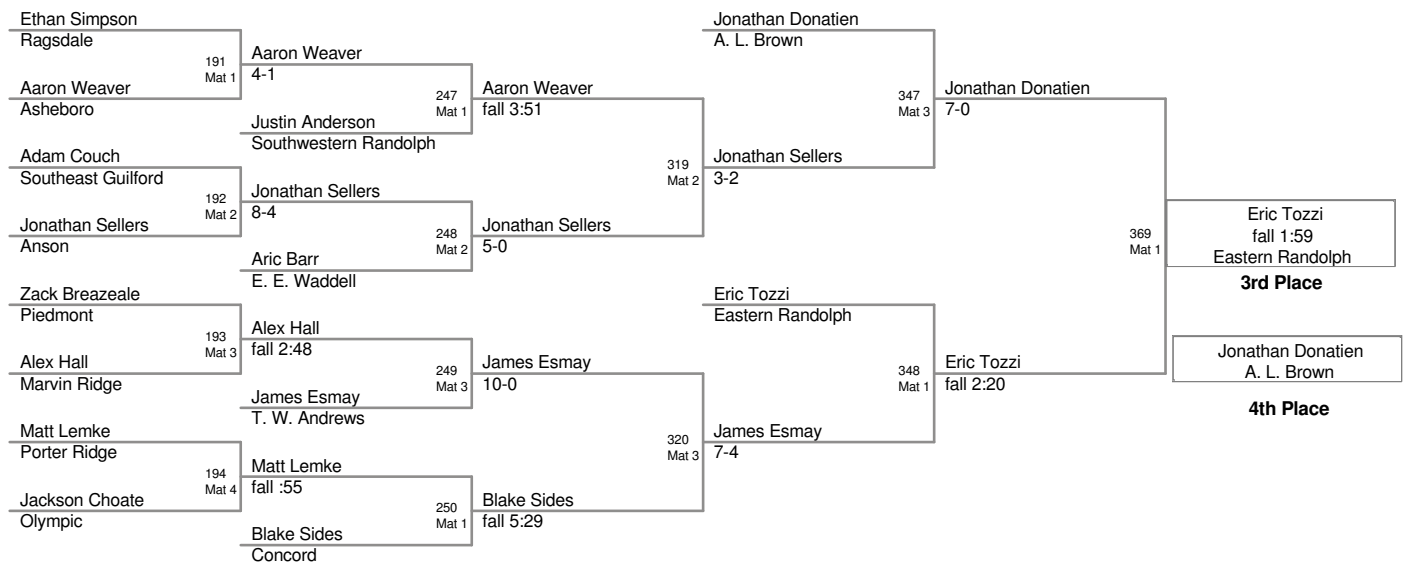 Ethan Simpson
Ragsdale
191
Mat 1
Aaron Weaver
4-1
Aaron Weaver
Asheboro
247
Mat 1
Aaron Weaver
fall 3:51
Justin Anderson
Southwestern Randolph
Adam Couch
Southeast Guilford
192
Mat 2
Jonathan Sellers
8-4
Jonathan Sellers
Anson
248
Mat 2
Jonathan Sellers
5-0
Aric Barr
E. E. Waddell
319
Mat 2
Jonathan Sellers
3-2
Jonathan Donatien
A. L. Brown
347
Mat 3
Jonathan Donatien
7-0
Zack Breazeale
Piedmont
193
Mat 3
Alex Hall
fall 2:48
Alex Hall
Marvin Ridge
249
Mat 3
James Esmay
10-0
James Esmay
T. W. Andrews
Matt Lemke
Porter Ridge
194
Mat 4
Matt Lemke
fall :55
Jackson Choate
Olympic
250
Mat 1
Blake Sides
fall 5:29
Blake Sides
Concord
320
Mat 3
James Esmay
7-4
Eric Tozzi
Eastern Randolph
348
Mat 1
Eric Tozzi
fall 2:20
369
Mat 1
Eric Tozzi
fall 1:59
Eastern Randolph
3rd Place
Jonathan Donatien
A. L. Brown
4th Place